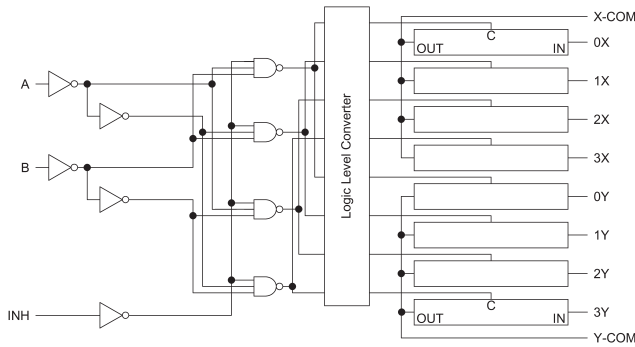 X-COM
C
OUT
IN
0X
A
1X
2X
3X
Logic Level Converter
B
0Y
1Y
2Y
C
OUT
IN
3Y
INH
Y-COM